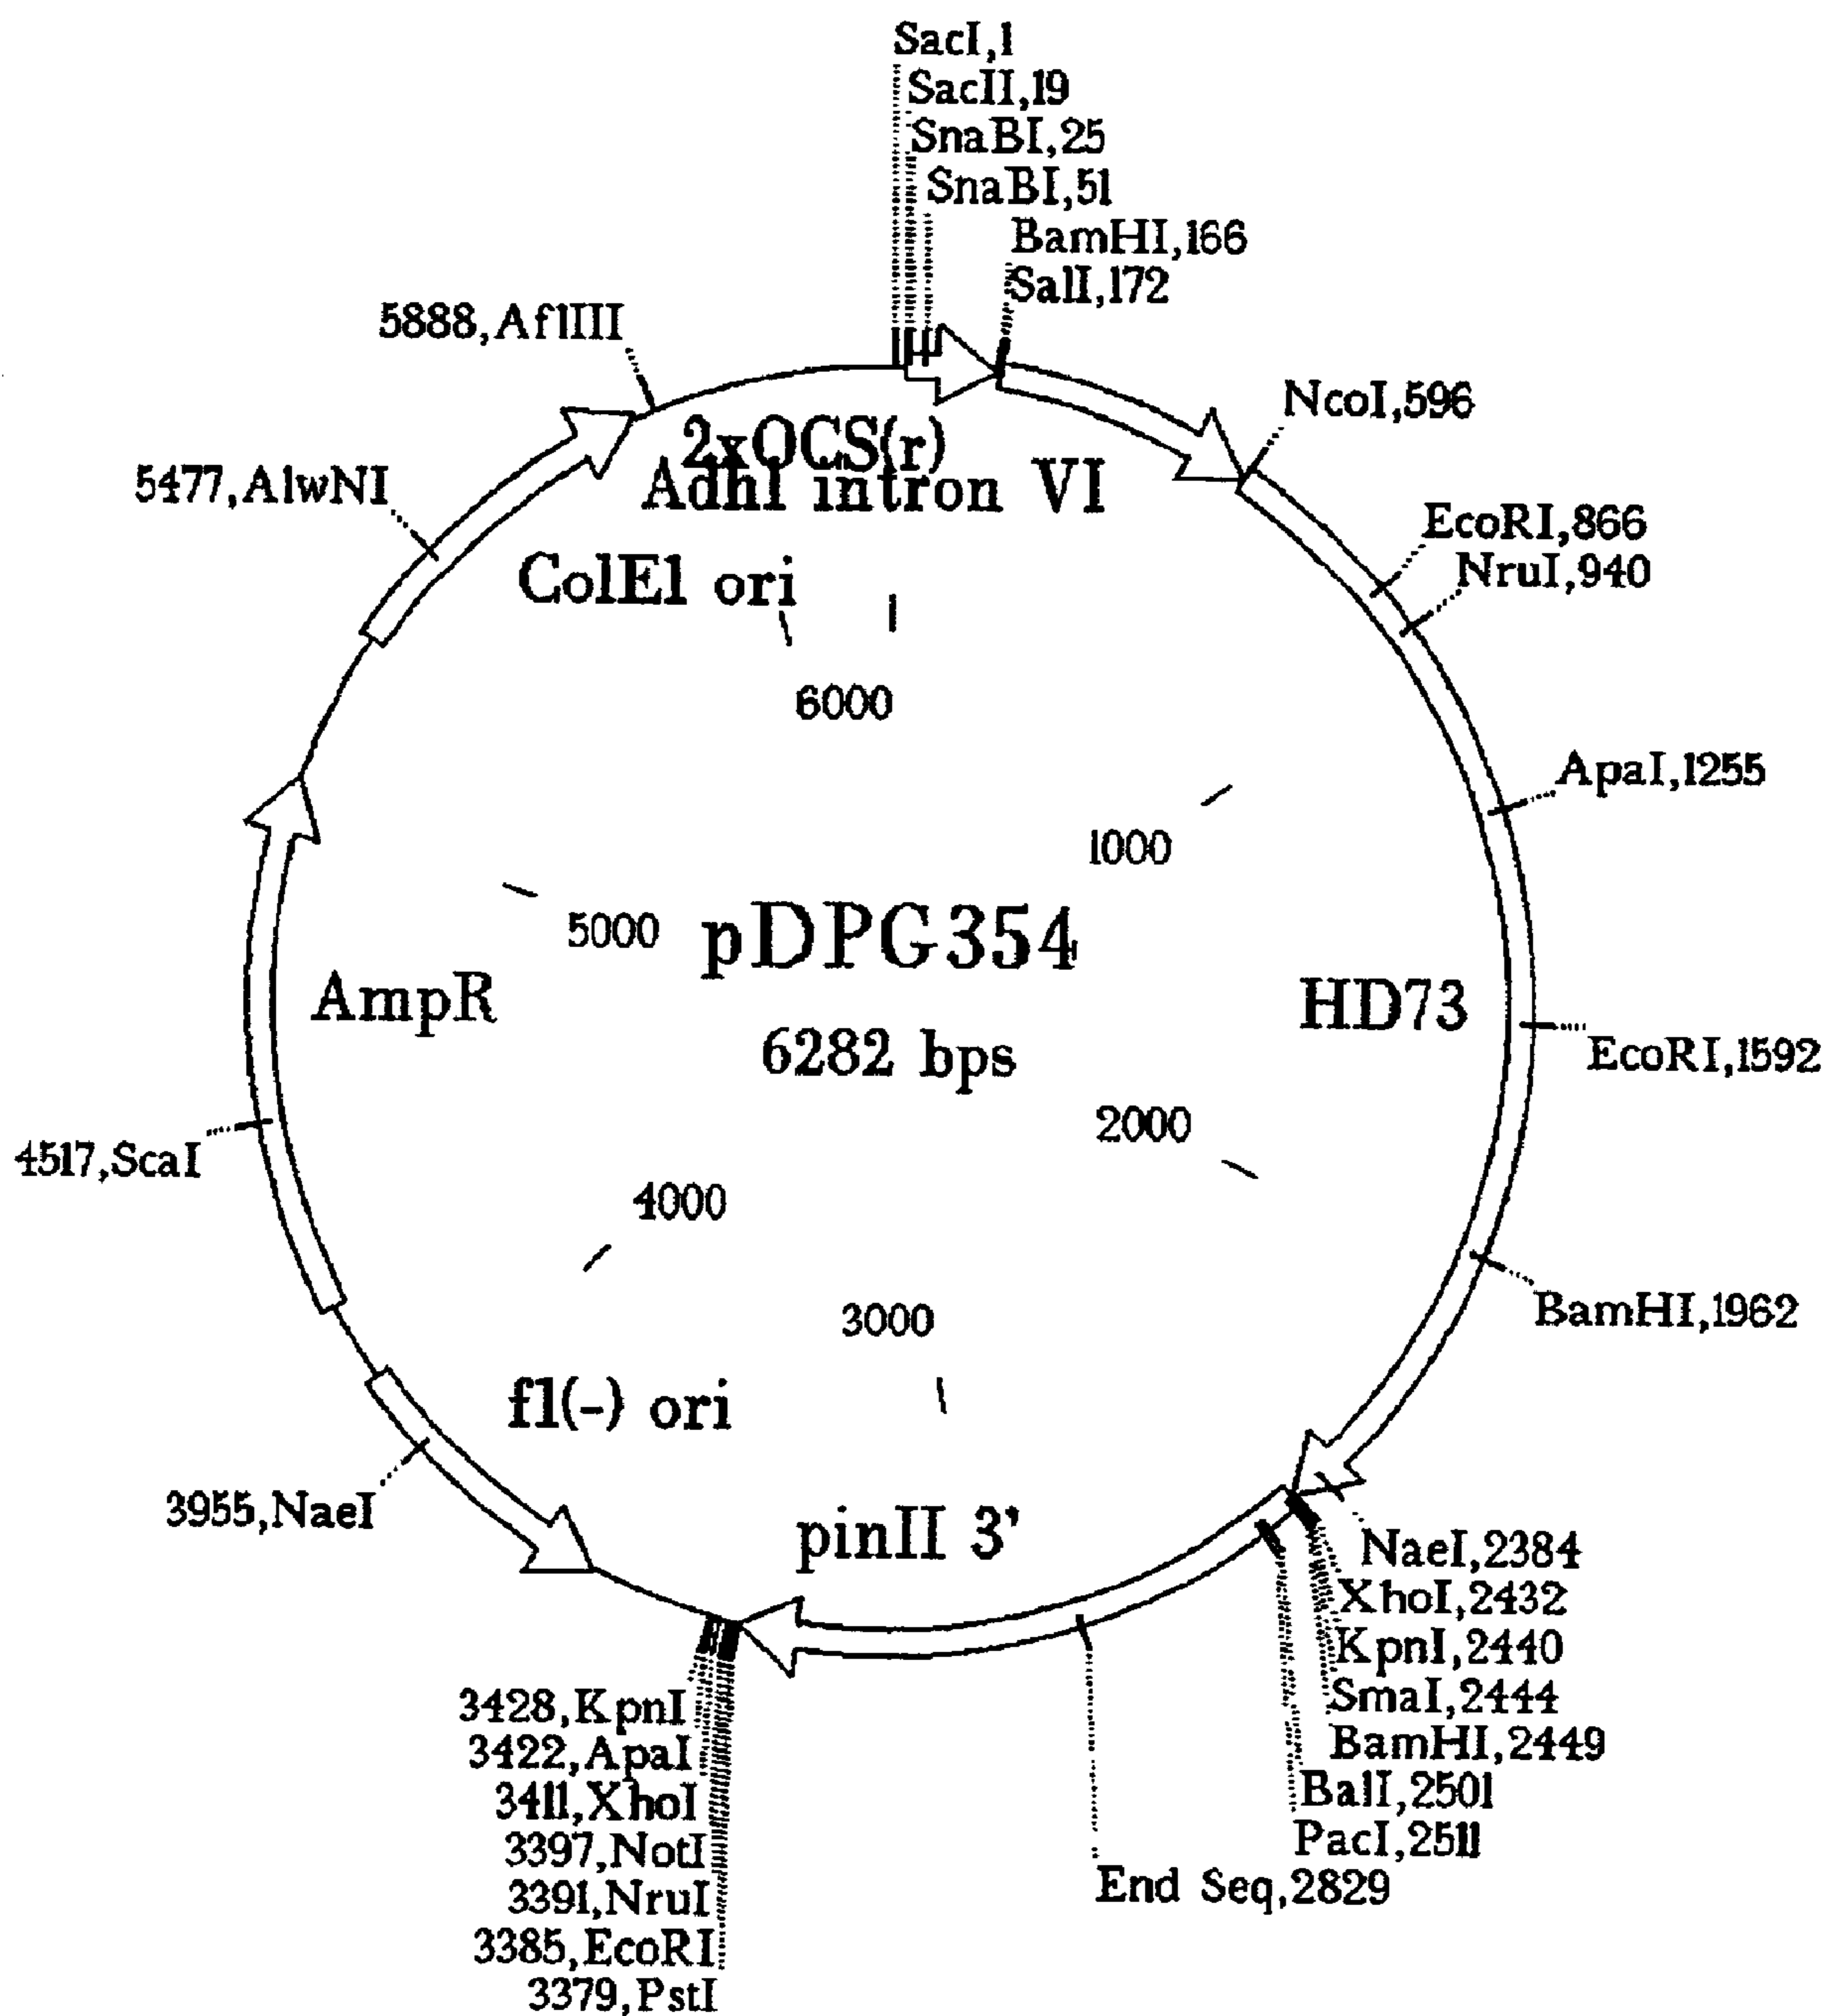 SacI,1
SacII,19
SnaBI,25
SnaBI,51
BamHI,166
SalI,172
5888,AflIII
NcoI,596
2xOCS(r)
AdhI intron VI
5477,AlwNI
EcoRI,866
NruI,940
ColE1 ori
6000
ApaI,1255
1000
5000
pDPG354
AmpR
HD73
6282 bps
EcoRI,1592
2000
4517,ScaI
4000
BamHI,1962
3000
f1(-) ori
3955,NaeI
pinII 3'
NaeI,2384
XhoI,2432
KpnI,2440
SmaI,2444
BamHI,2449
BalI,2501
PacI,2511
End Seq,2829
3428,KpnI
3422,ApaI
3411,XhoI
3397,NotI
3391,NruI
3385,EcoRI
3379,PstI